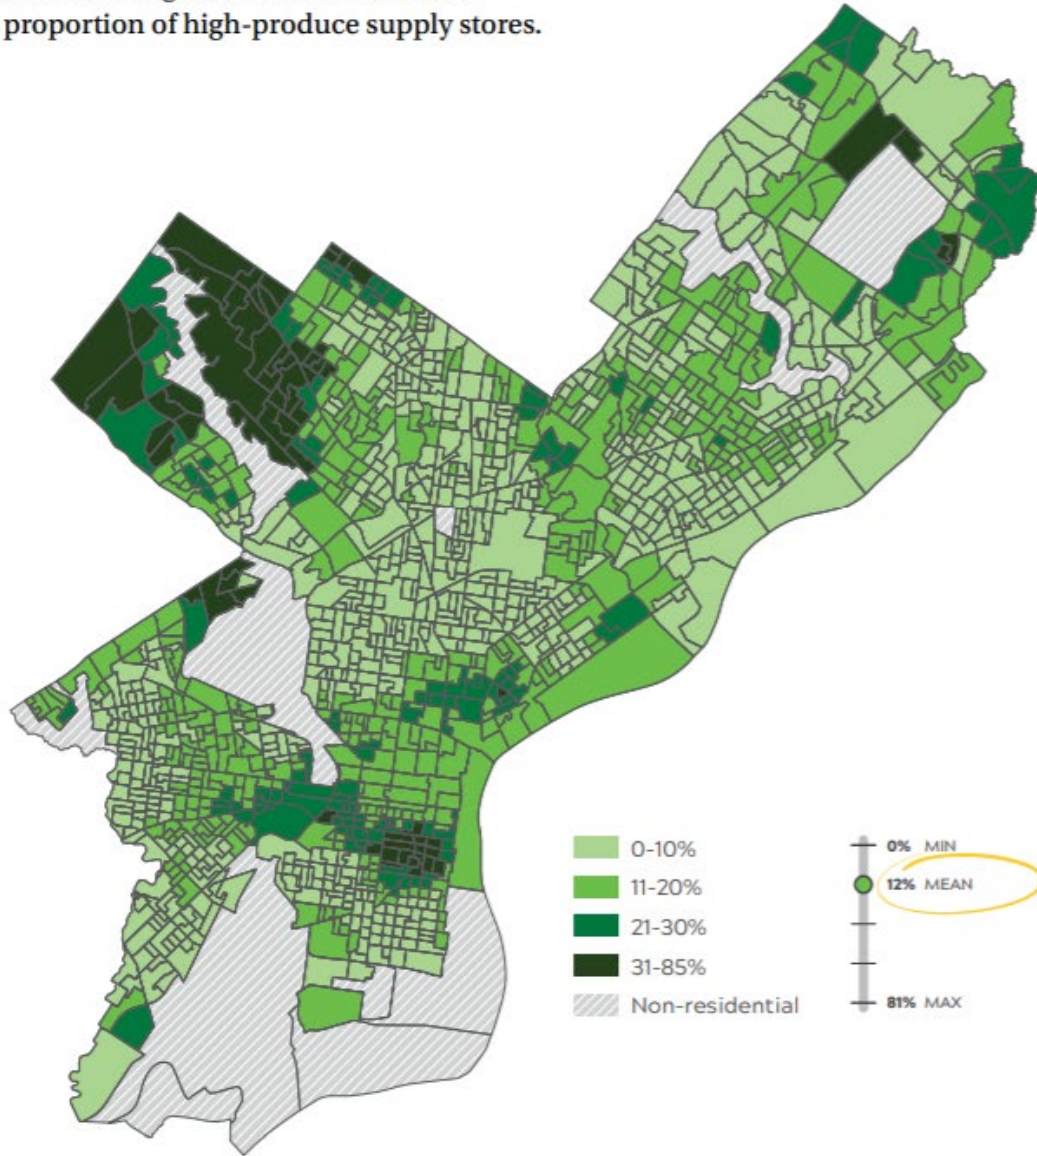 proportion of high-produce supply stores.
0-10%
11-20%
21-30%
31-85%
Non-residential
0% MIN
12% MEAN
81% MAX